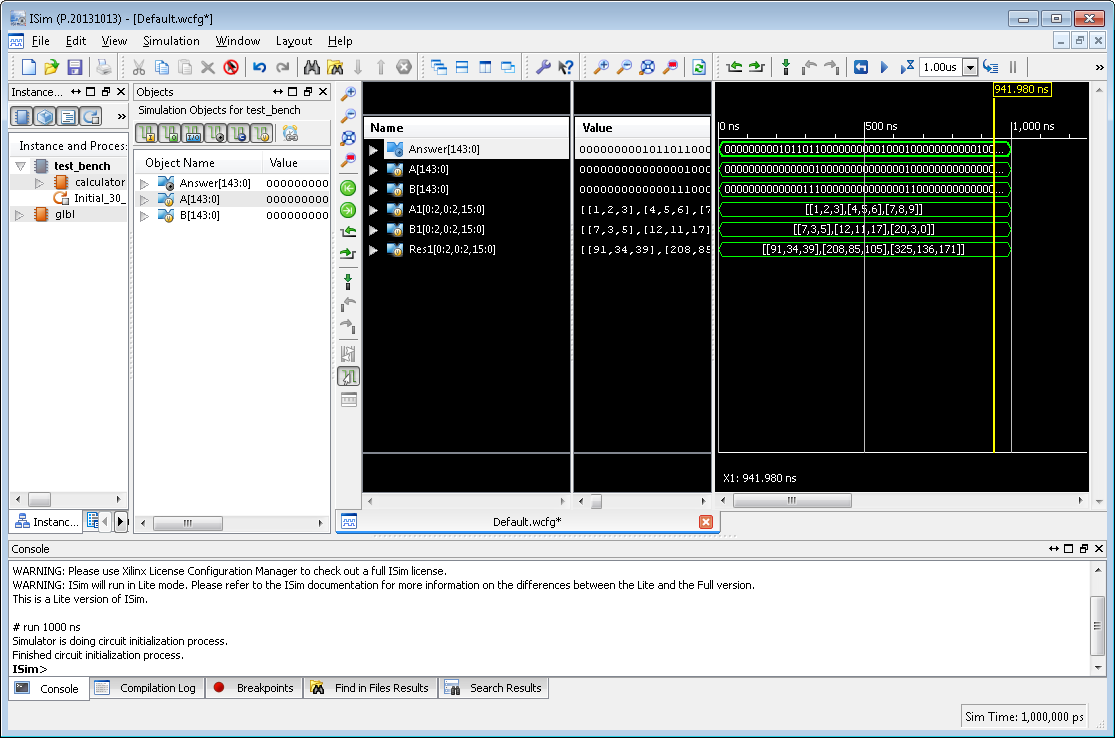 ISim (P.20131013) - [Default.wcfg*]
File Edit View Simulation Window Layout Help
1.00us
»
Instance...
»
Instance and Process
test_bench
calculator
Initial_30_
glbl
Instanc...
Objects
Simulation Objects for test_bench
Object Name Value
Answer[143:0] 000000000
A[143:0] 000000000
B[143:0] 000000000
Name Value
Answer[143:0] 0000000001011011000
A[143:0] 0000000000000001000
B[143:0] 0000000000000111000
A1[0:2,0:2,15:0] [[1,2,3],[4,5,6],[7
B1[0:2,0:2,15:0] [[7,3,5],[12,11,17]
Res1[0:2,0:2,15:0] [[91,34,39],[208,85
941.980 ns
0 ns 500 ns 1,000 ns
[[1,2,3],[4,5,6],[7,8,9]]
[[7,3,5],[12,11,17],[20,3,0]]
[[91,34,39],[208,85,105],[325,136,171]]
X1: 941.980 ns
Default.wcfg*
Console
WARNING: Please use Xilinx License Configuration Manager to check out a full ISim license.
WARNING: ISim will run in Lite mode. Please refer to the ISim documentation for more information on the differences between the Lite and the Full version.
This is a Lite version of ISim.
# run 1000 ns
Simulator is doing circuit initialization process.
Finished circuit initialization process.
ISim>
Console Compilation Log Breakpoints Find in Files Results Search Results
Sim Time: 1,000,000 ps